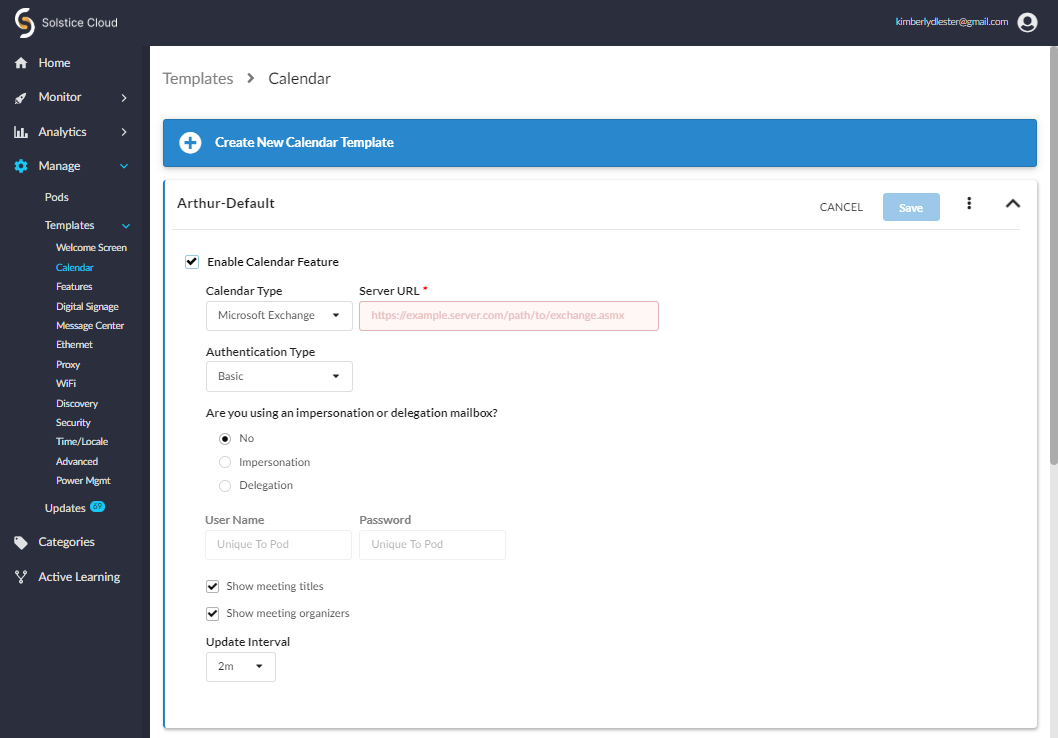 Solstice Cloud
kimberlydlester@gmail.com
Home
Monitor
Analytics
Manage
Pods
Templates
Welcome Screen
Calendar
Features
Digital Signage
Message Center
Ethernet
Proxy
WiFi
Discovery
Security
Time/Locale
Advanced
Power Mgmt
Updates 69
Categories
Active Learning
Templates > Calendar
Create New Calendar Template
Arthur-Default
CANCEL Save
Enable Calendar Feature
Calendar Type Server URL *
Microsoft Exchange https://example.server.com/path/to/exchange.asmx
Authentication Type
Basic
Are you using an impersonation or delegation mailbox?
No
Impersonation
Delegation
User Name Password
Unique To Pod Unique To Pod
Show meeting titles
Show meeting organizers
Update Interval
2m